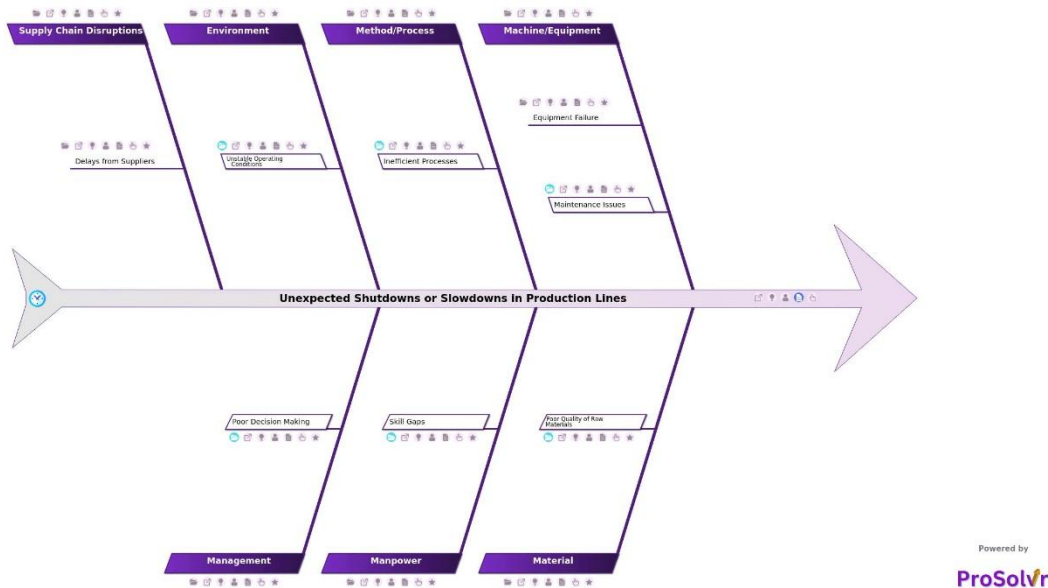 Supply Chain Disruptions
Environment
Method/Process
Machine/Equipment
Equipment Failure
Delays from Suppliers
Unstable Operating
Conditions
Inefficient Processes
Maintenance Issues
Unexpected Shutdowns or Slowdowns in Production Lines
Poor Decision Making
Skill Gaps
Poor Quality of Raw
Materials
Management
Manpower
Material
Powered by
ProSolvr